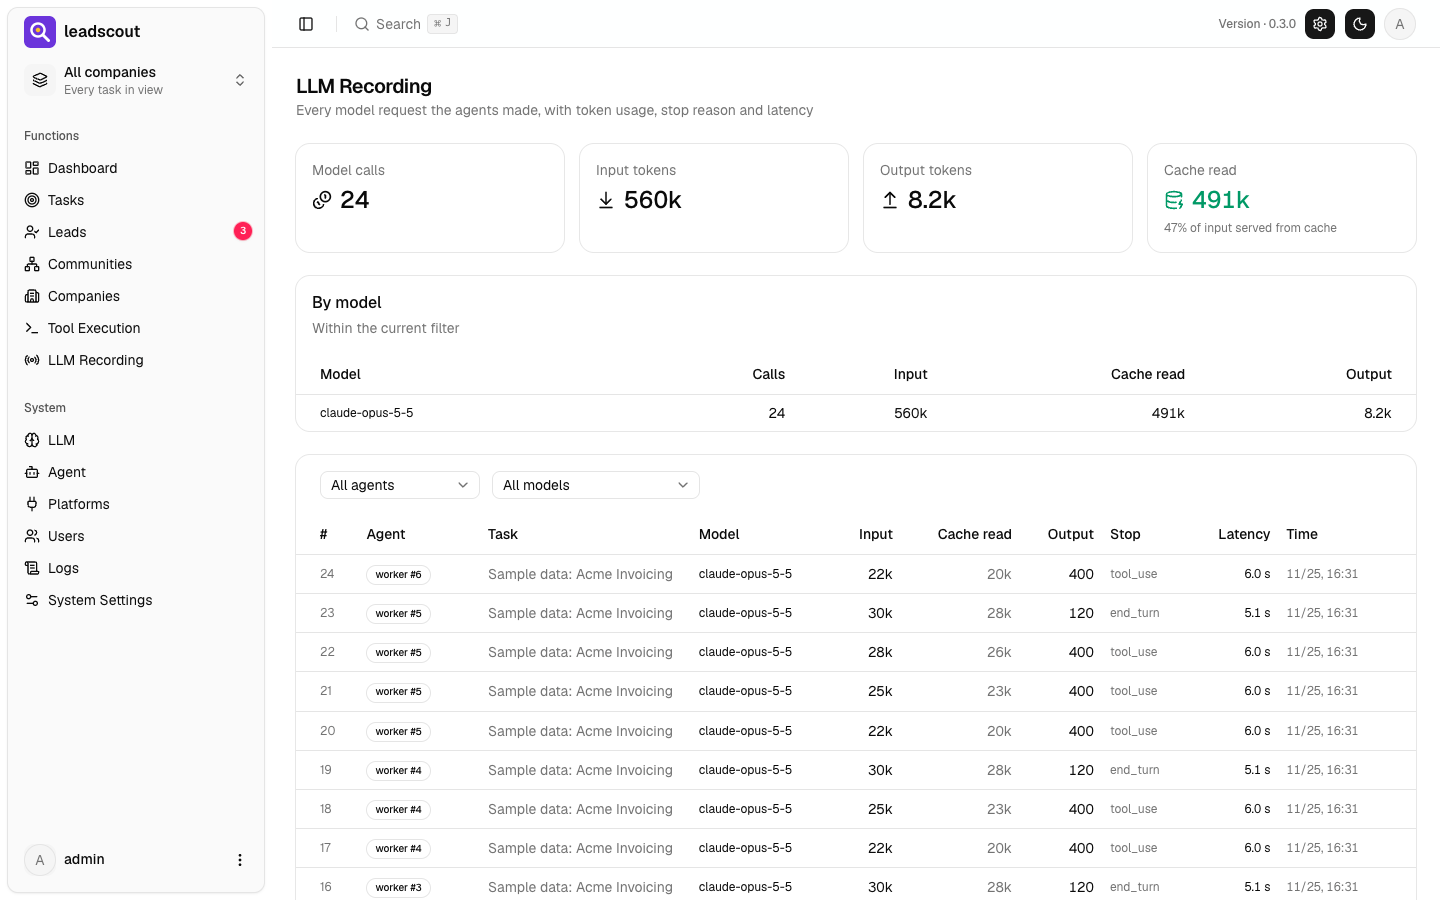 leadscout
All companies
Every task in view
Functions
Dashboard
Tasks
Leads 3
Communities
Companies
Tool Execution
LLM Recording
System
LLM
Agent
Platforms
Users
Logs
System Settings
A admin
Search ⌘ J
Version · 0.3.0 A
LLM Recording
Every model request the agents made, with token usage, stop reason and latency
Model calls
24
Input tokens
560k
Output tokens
8.2k
Cache read
491k
47% of input served from cache
By model
Within the current filter
Model Calls Input Cache read Output
claude-opus-5-5 24 560k 491k 8.2k
All agents All models
# Agent Task Model Input Cache read Output Stop Latency Time
24 worker #6 Sample data: Acme Invoicing claude-opus-5-5 22k 20k 400 tool_use 6.0 s 11/25, 16:31
23 worker #5 Sample data: Acme Invoicing claude-opus-5-5 30k 28k 120 end_turn 5.1 s 11/25, 16:31
22 worker #5 Sample data: Acme Invoicing claude-opus-5-5 28k 26k 400 tool_use 6.0 s 11/25, 16:31
21 worker #5 Sample data: Acme Invoicing claude-opus-5-5 25k 23k 400 tool_use 6.0 s 11/25, 16:31
20 worker #5 Sample data: Acme Invoicing claude-opus-5-5 22k 20k 400 tool_use 6.0 s 11/25, 16:31
19 worker #4 Sample data: Acme Invoicing claude-opus-5-5 30k 28k 120 end_turn 5.1 s 11/25, 16:31
18 worker #4 Sample data: Acme Invoicing claude-opus-5-5 25k 23k 400 tool_use 6.0 s 11/25, 16:31
17 worker #4 Sample data: Acme Invoicing claude-opus-5-5 22k 20k 400 tool_use 6.0 s 11/25, 16:31
16 worker #3 Sample data: Acme Invoicing claude-opus-5-5 30k 28k 120 end_turn 5.1 s 11/25, 16:31